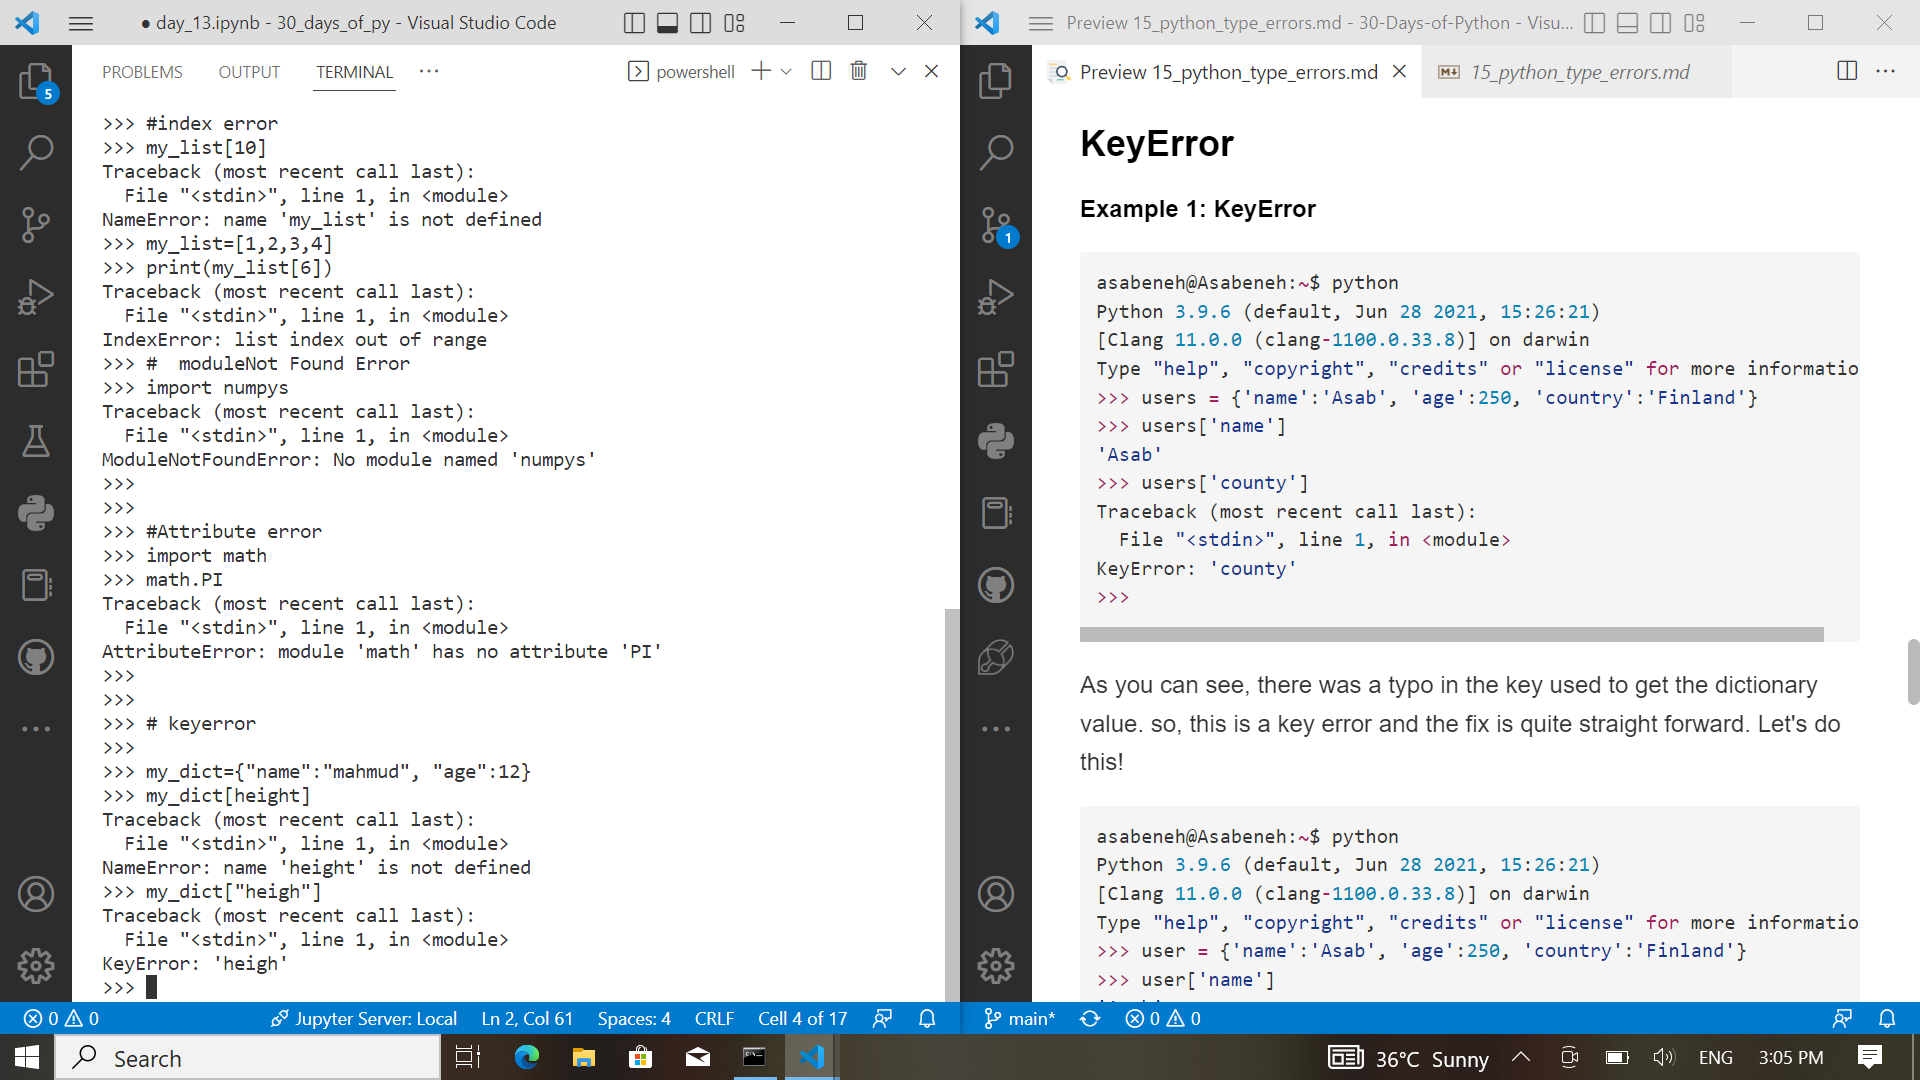 ● day_13.ipynb - 30_days_of_py - Visual Studio Code
PROBLEMS OUTPUT TERMINAL ··· powershell
5
>>> #index error
>>> my_list[10]
Traceback (most recent call last):
  File "<stdin>", line 1, in <module>
NameError: name 'my_list' is not defined
>>> my_list=[1,2,3,4]
>>> print(my_list[6])
Traceback (most recent call last):
  File "<stdin>", line 1, in <module>
IndexError: list index out of range
>>> #  moduleNot Found Error
>>> import numpys
Traceback (most recent call last):
  File "<stdin>", line 1, in <module>
ModuleNotFoundError: No module named 'numpys'
>>>
>>>
>>> #Attribute error
>>> import math
>>> math.PI
Traceback (most recent call last):
  File "<stdin>", line 1, in <module>
AttributeError: module 'math' has no attribute 'PI'
>>>
>>>
>>> # keyerror
>>>
>>> my_dict={"name":"mahmud", "age":12}
>>> my_dict[height]
Traceback (most recent call last):
  File "<stdin>", line 1, in <module>
NameError: name 'height' is not defined
>>> my_dict["heigh"]
Traceback (most recent call last):
  File "<stdin>", line 1, in <module>
KeyError: 'heigh'
>>>
0 0 Jupyter Server: Local Ln 2, Col 61 Spaces: 4 CRLF Cell 4 of 17
Preview 15_python_type_errors.md - 30-Days-of-Python - Visu...
Preview 15_python_type_errors.md 15_python_type_errors.md
1
KeyError
Example 1: KeyError
asabeneh@Asabeneh:~$ python
Python 3.9.6 (default, Jun 28 2021, 15:26:21)
[Clang 11.0.0 (clang-1100.0.33.8)] on darwin
Type "help", "copyright", "credits" or "license" for more informatio
>>> users = {'name':'Asab', 'age':250, 'country':'Finland'}
>>> users['name']
'Asab'
>>> users['county']
Traceback (most recent call last):
  File "<stdin>", line 1, in <module>
KeyError: 'county'
>>>
As you can see, there was a typo in the key used to get the dictionary
value. so, this is a key error and the fix is quite straight forward. Let's do
this!
asabeneh@Asabeneh:~$ python
Python 3.9.6 (default, Jun 28 2021, 15:26:21)
[Clang 11.0.0 (clang-1100.0.33.8)] on darwin
Type "help", "copyright", "credits" or "license" for more informatio
>>> user = {'name':'Asab', 'age':250, 'country':'Finland'}
>>> user['name']
main* 0 0
Search 36°C Sunny ENG 3:05 PM